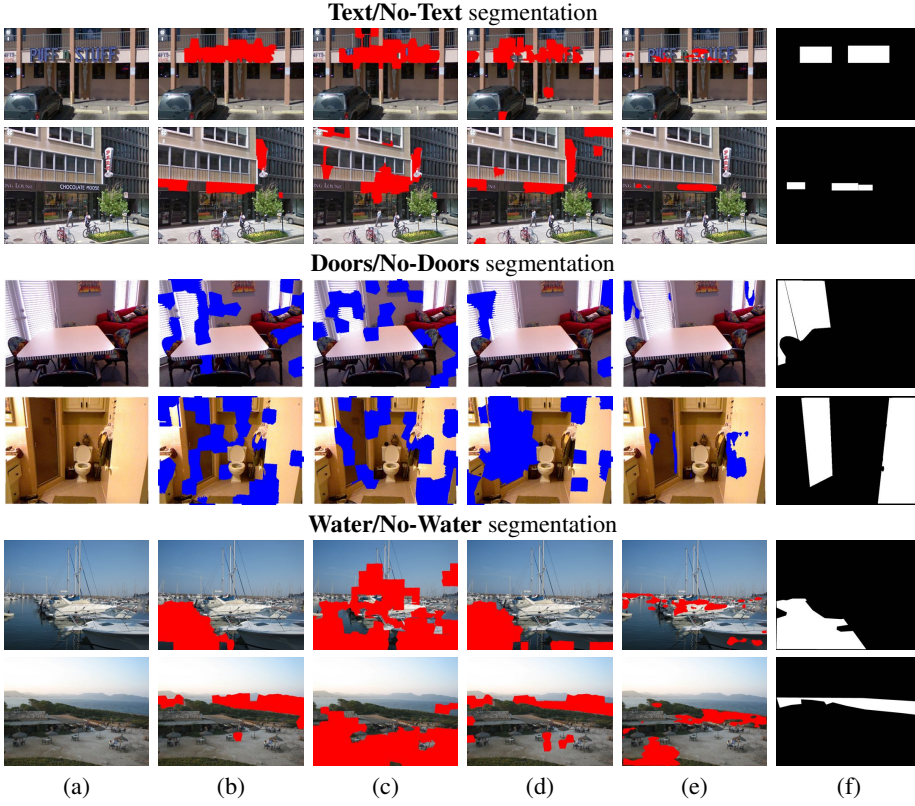 Text/No-Text segmentation
PUFF n STUFF
CHOCOLATE MOOSE
Doors/No-Doors segmentation
Water/No-Water segmentation
(a) (b) (c) (d) (e) (f)